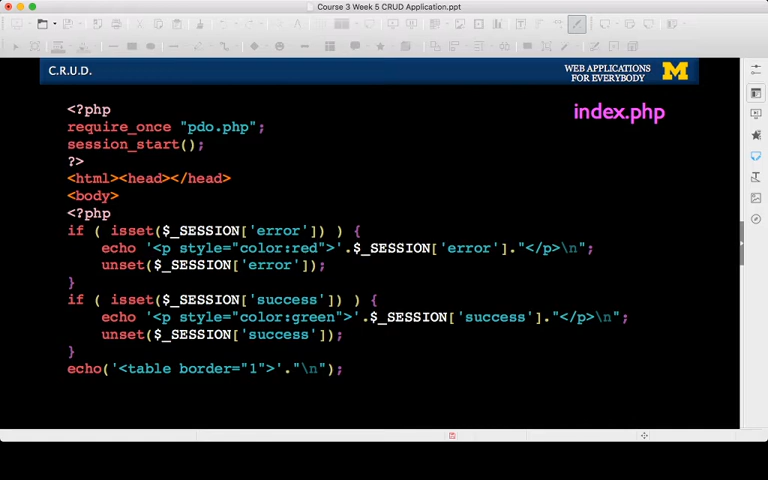 Course 3 Week 5 CRUD Application.ppt
C.R.U.D.
WEB APPLICATIONS
FOR EVERYBODY
M
index.php
<?php
require_once "pdo.php";
session_start();
?>
<html><head></head>
<body>
<?php
if ( isset($_SESSION['error']) ) {
    echo '<p style="color:red">'.$_SESSION['error']."</p>\n";
    unset($_SESSION['error']);
}
if ( isset($_SESSION['success']) ) {
    echo '<p style="color:green">'.$_SESSION['success']."</p>\n";
    unset($_SESSION['success']);
}
echo('<table border="1">'."\n");